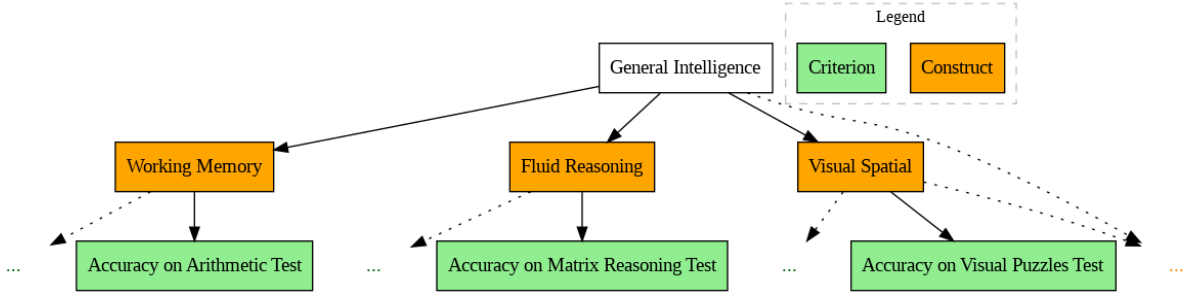 Legend
General Intelligence
Criterion
Construct
Working Memory
Fluid Reasoning
Visual Spatial
...
Accuracy on Arithmetic Test
...
Accuracy on Matrix Reasoning Test
...
Accuracy on Visual Puzzles Test
...